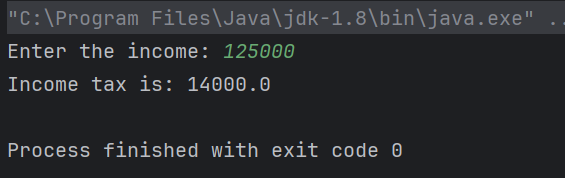 "C:\Program Files\Java\jdk-1.8\bin\java.exe" ..
Enter the income: 125000
Income tax is: 14000.0
Process finished with exit code 0